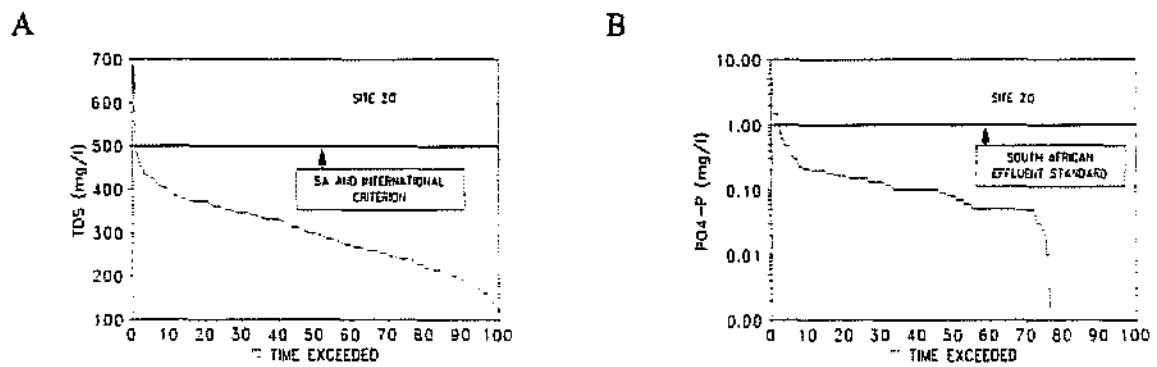 A
700
600
500
400
300
200
100
TDS (mg/l)
SITE 20
SA AND INTERNATIONAL
CRITERION
0 10 20 30 40 50 60 70 80 90 100
TIME EXCEEDED
B
10.00
1.00
0.10
0.01
0.00
PO4-P (mg/l)
SITE 20
SOUTH AFRICAN
EFFLUENT STANDARD
0 10 20 30 40 50 60 70 80 90 100
TIME EXCEEDED